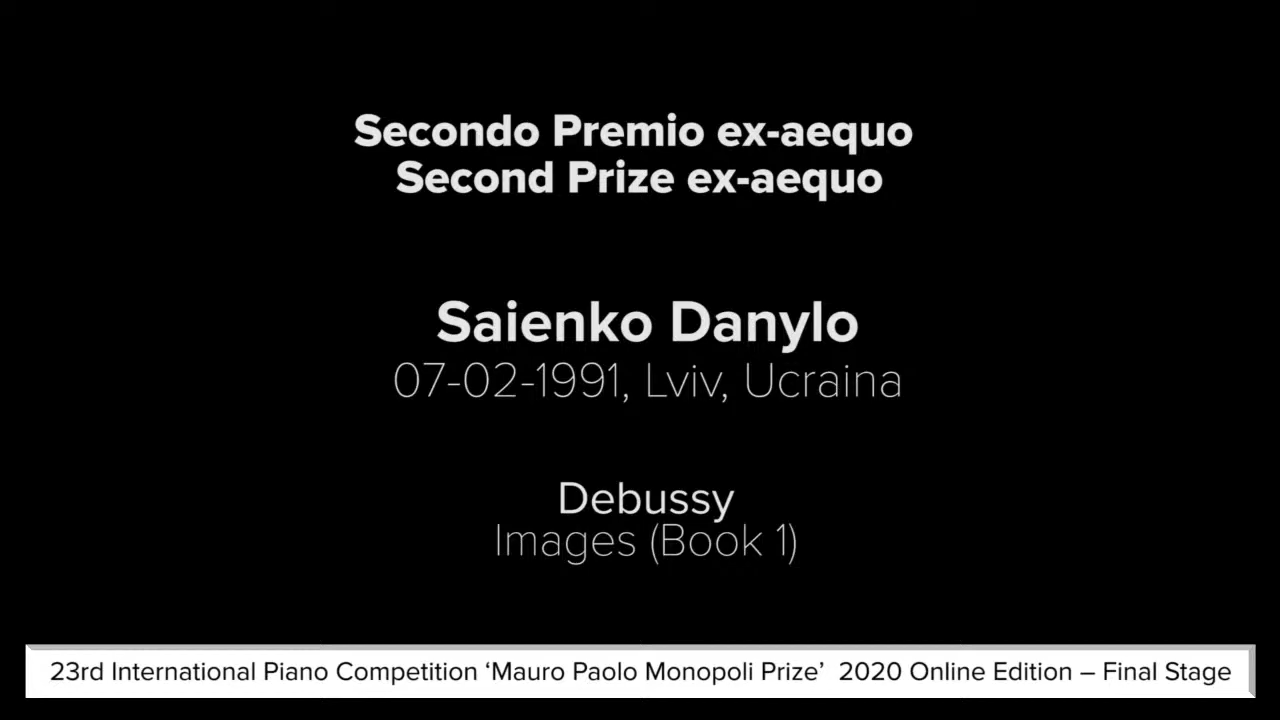 Secondo Premio ex-aequo
Second Prize ex-aequo
Saienko Danylo
07-02-1991, Lviv, Ucraina
Debussy
Images (Book 1)
23rd International Piano Competition ‘Mauro Paolo Monopoli Prize’  2020 Online Edition – Final Stage